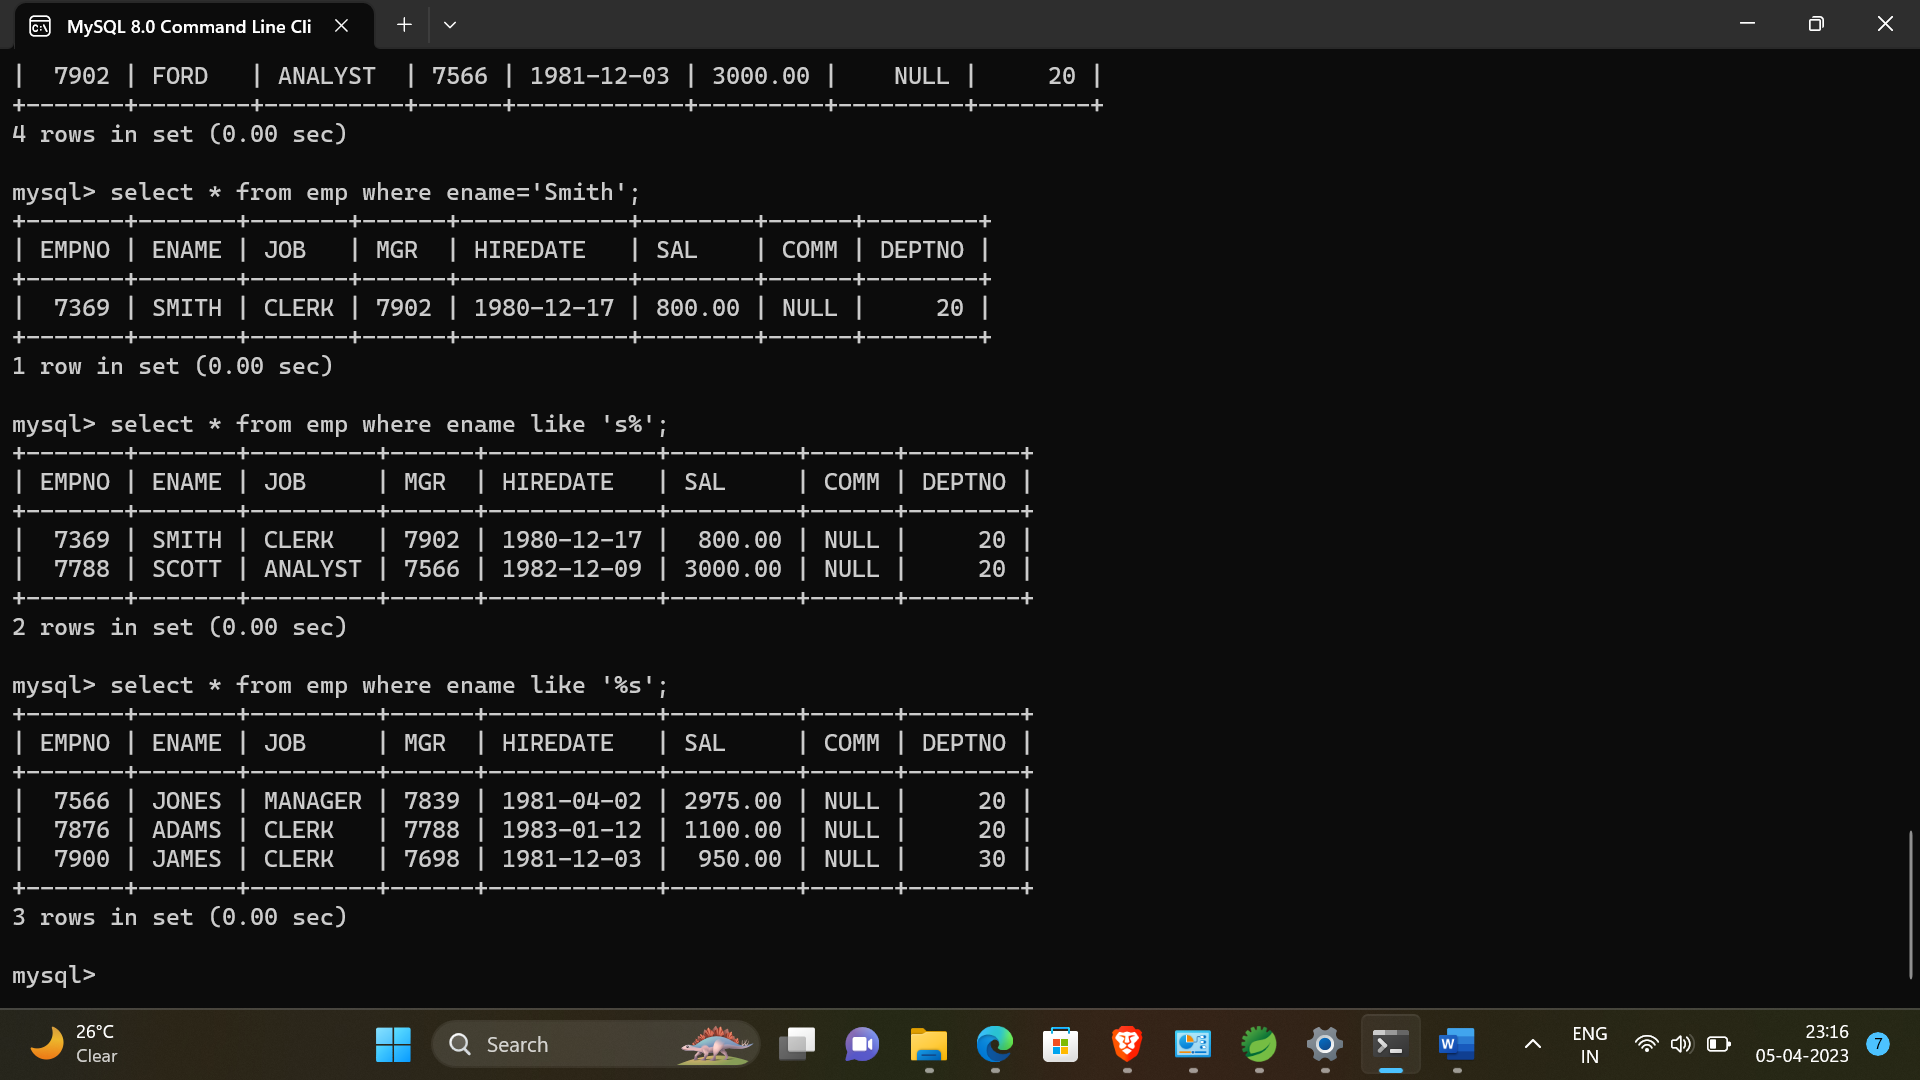 MySQL 8.0 Command Line Cli
|  7902 | FORD   | ANALYST  | 7566 | 1981-12-03 | 3000.00 |    NULL |     20 |
+-------+--------+----------+------+------------+---------+---------+--------+
4 rows in set (0.00 sec)
mysql> select * from emp where ename='Smith';
+-------+-------+-------+------+------------+--------+------+--------+
| EMPNO | ENAME | JOB   | MGR  | HIREDATE   | SAL    | COMM | DEPTNO |
+-------+-------+-------+------+------------+--------+------+--------+
|  7369 | SMITH | CLERK | 7902 | 1980-12-17 | 800.00 | NULL |     20 |
+-------+-------+-------+------+------------+--------+------+--------+
1 row in set (0.00 sec)
mysql> select * from emp where ename like 's%';
+-------+-------+---------+------+------------+---------+------+--------+
| EMPNO | ENAME | JOB     | MGR  | HIREDATE   | SAL     | COMM | DEPTNO |
+-------+-------+---------+------+------------+---------+------+--------+
|  7369 | SMITH | CLERK   | 7902 | 1980-12-17 |  800.00 | NULL |     20 |
|  7788 | SCOTT | ANALYST | 7566 | 1982-12-09 | 3000.00 | NULL |     20 |
+-------+-------+---------+------+------------+---------+------+--------+
2 rows in set (0.00 sec)
mysql> select * from emp where ename like '%s';
+-------+-------+---------+------+------------+---------+------+--------+
| EMPNO | ENAME | JOB     | MGR  | HIREDATE   | SAL     | COMM | DEPTNO |
+-------+-------+---------+------+------------+---------+------+--------+
|  7566 | JONES | MANAGER | 7839 | 1981-04-02 | 2975.00 | NULL |     20 |
|  7876 | ADAMS | CLERK   | 7788 | 1983-01-12 | 1100.00 | NULL |     20 |
|  7900 | JAMES | CLERK   | 7698 | 1981-12-03 |  950.00 | NULL |     30 |
+-------+-------+---------+------+------------+---------+------+--------+
3 rows in set (0.00 sec)
mysql>
26°C
Clear
Search
ENG
IN
23:16
05-04-2023
7